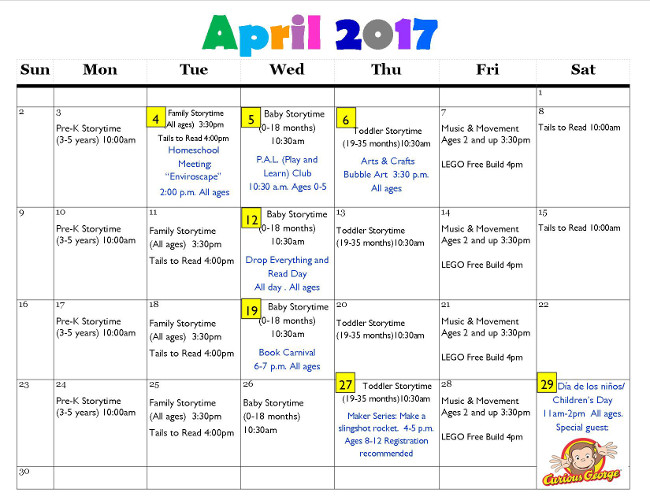 April 2017
Sun Mon Tue Wed Thu Fri Sat
1
2
3
Pre-K Storytime
(3-5 years) 10:00am
4
Family Storytime
(All ages) 3:30pm
Tails to Read 4:00pm
Homeschool
Meeting:
"Enviroscape"
2:00 p.m. All ages
5
Baby Storytime
(0-18 months)
10:30am
P.A.L. (Play and
Learn) Club
10:30 a.m. Ages 0-5
6
Toddler Storytime
(19-35 months)10:30am
Arts & Crafts
Bubble Art 3:30 p.m.
All ages
7
Music & Movement
Ages 2 and up 3:30pm
LEGO Free Build 4pm
8
Tails to Read 10:00am
9
10
Pre-K Storytime
(3-5 years) 10:00am
11
Family Storytime
(All ages) 3:30pm
Tails to Read 4:00pm
12
Baby Storytime
(0-18 months)
10:30am
Drop Everything and
Read Day
All day . All ages
13
Toddler Storytime
(19-35 months)10:30am
14
Music & Movement
Ages 2 and up 3:30pm
LEGO Free Build 4pm
15
Tails to Read 10:00am
16
17
Pre-K Storytime
(3-5 years) 10:00am
18
Family Storytime
(All ages) 3:30pm
Tails to Read 4:00pm
19
Baby Storytime
(0-18 months)
10:30am
Book Carnival
6-7 p.m. All ages
20
Toddler Storytime
(19-35 months)10:30am
21
Music & Movement
Ages 2 and up 3:30pm
LEGO Free Build 4pm
22
23
24
Pre-K Storytime
(3-5 years) 10:00am
25
Family Storytime
(All ages) 3:30pm
Tails to Read 4:00pm
26
Baby Storytime
(0-18 months)
10:30am
27
Toddler Storytime
(19-35 months)10:30am
Maker Series: Make a
slingshot rocket. 4-5 p.m.
Ages 8-12 Registration
recommended
28
Music & Movement
Ages 2 and up 3:30pm
LEGO Free Build 4pm
29
Día de los niños/
Children's Day
11am-2pm All ages.
Special guest:
Curious George
30